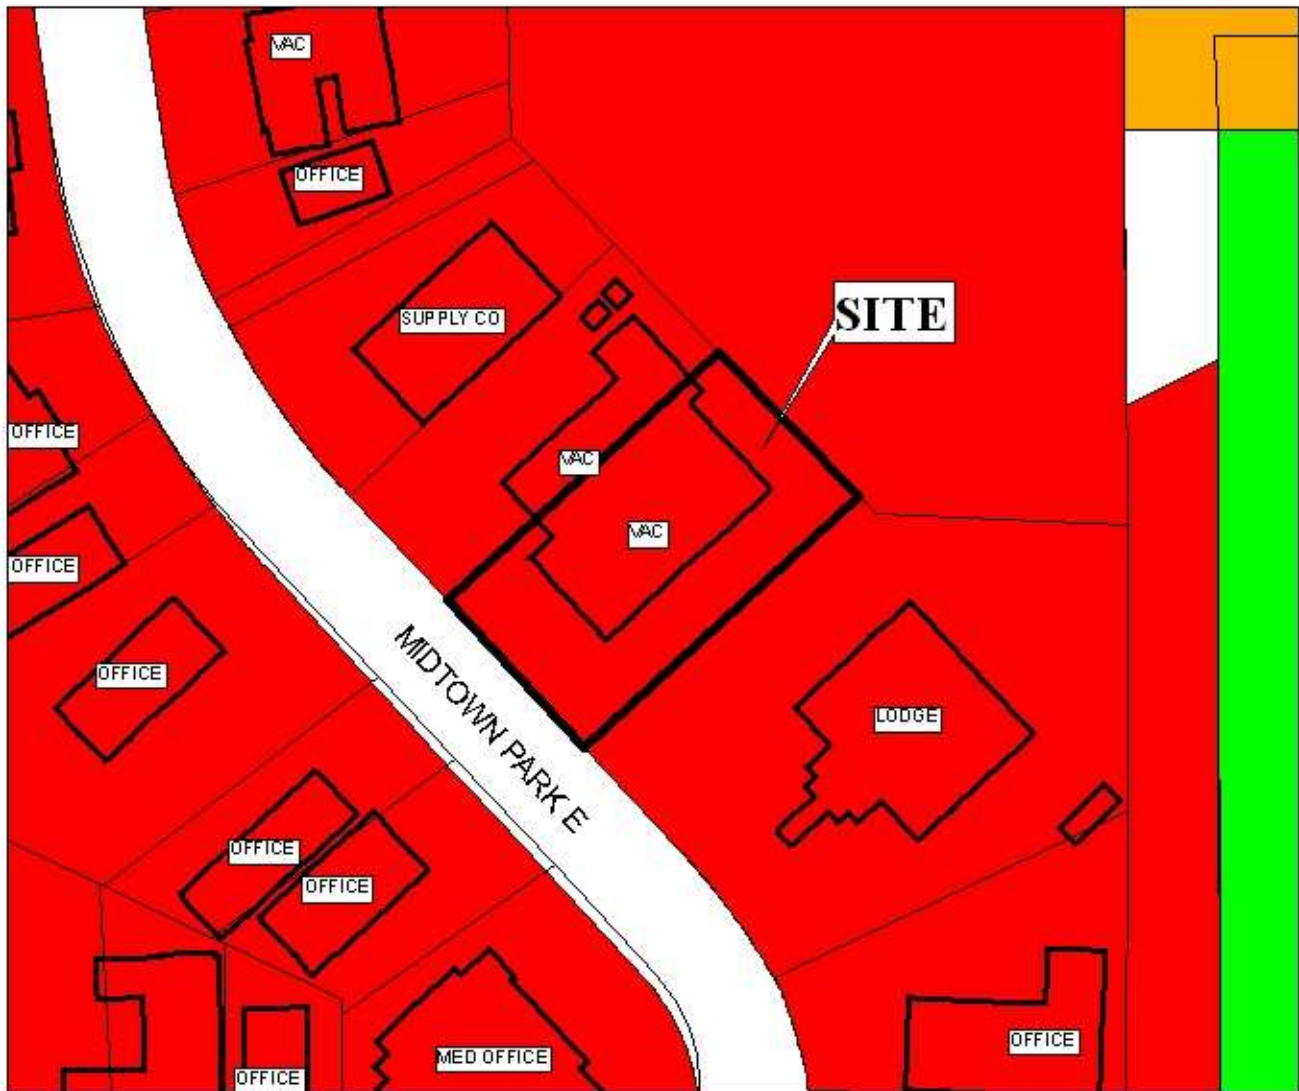 VAC
OFFICE
SITE
SUPPLY CO
OFFICE
VAC
VAC
OFFICE
MIDTOWN PARK E
OFFICE
LODGE
OFFICE
OFFICE
OFFICE
MED OFFICE
OFFICE